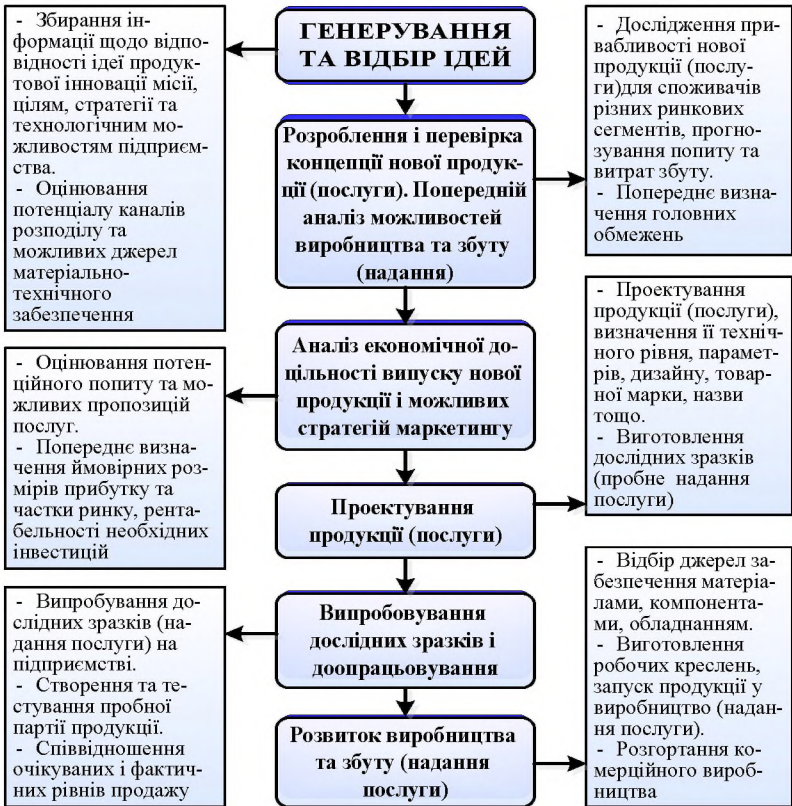 - Збирання ін-
формації щодо відпо-
відності ідеї продук-
тової інновації місії,
цілям, стратегії та
технологічним мож-
ливостям підприєм-
ства.
- Оцінювання
потенціалу каналів
розподілу та
можливих джерел
матеріально-
технічного
забезпечення
ГЕНЕРУВАННЯ
ТА ВІДБІР ІДЕЙ
- Дослідження при-
вабливості нової
продукції (послу-
ги)для споживачів
різних ринкових
сегментів, прогно-
зування попиту та
витрат збуту.
- Попереднє визна-
чення головних
обмежень
Розроблення і перевірка
концепції нової продук-
ції (послуги). Попередній
аналіз можливостей
виробництва та збуту
(надання)
Аналіз економічної до-
цільності випуску нової
продукції і можливих
стратегій маркетингу
- Оцінювання потен-
ційного попиту та мо-
жливих пропозицій
послуг.
- Попереднє визна-
чення ймовірних роз-
мірів прибутку та
частки ринку, рента-
бельності необхідних
інвестицій
- Проектування
продукції (послуги),
визначення її техніч-
ного рівня, парамет-
рів, дизайну, товар-
ної марки, назви
тощо.
- Виготовлення
дослідних зразків
(пробне надання
послуги)
Проектування
продукції (послуги)
Випробовування
дослідних зразків і
доопрацьовування
- Випробування до-
слідних зразків (на-
дання послуги) на
підприємстві.
- Створення та те-
стування пробної
партії продукції.
- Співвідношення
очікуваних і фактич-
них рівнів продажу
- Відбір джерел за-
безпечення матеріа-
лами, компонента-
ми, обладнанням.
- Виготовлення
робочих креслень,
запуск продукції у
виробництво (надан-
ня послуги).
- Розгортання ко-
мерційного вироб-
ництва
Розвиток виробництва
та збуту (надання
послуги)